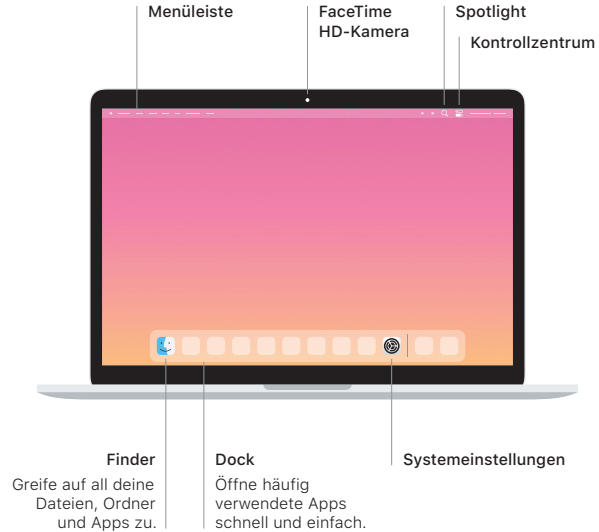 Menüleiste
FaceTime
HD-Kamera
Spotlight
Kontrollzentrum
Finder
Greife auf all deine
Dateien, Ordner
und Apps zu.
Dock
Öffne häufig
verwendete Apps
schnell und einfach.
Systemeinstellungen